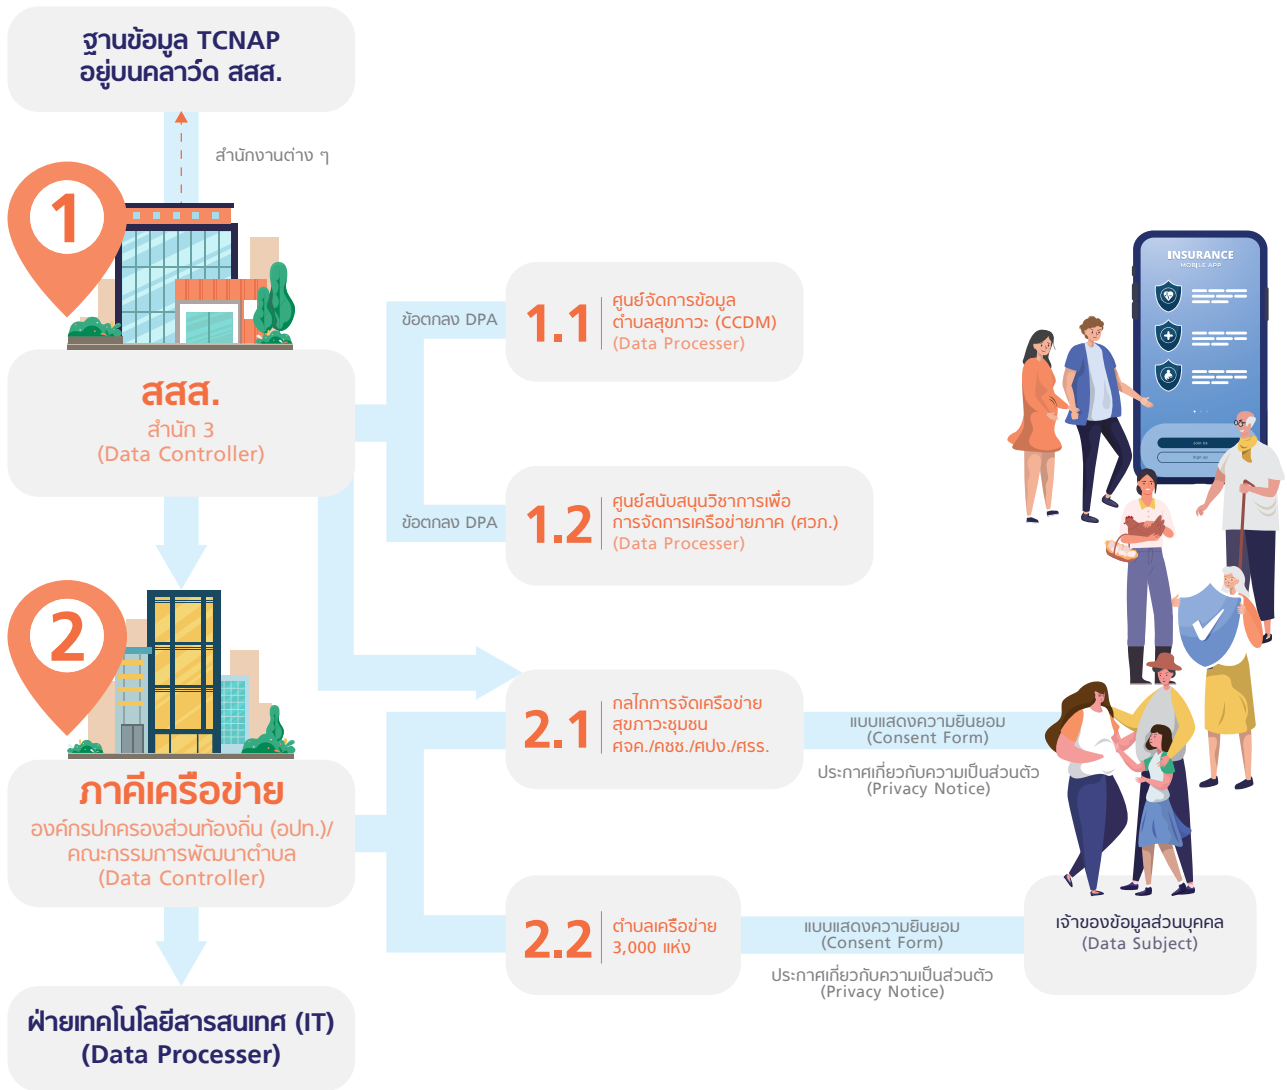 ฐานข้อมูล TCNAP
อยู่บนคลาว์ด สสส.
สำนักงานต่าง ๆ
1
สสส.
สำนัก 3
(Data Controller)
ข้อตกลง DPA
1.1
ศูนย์จัดการข้อมูล
ตำบลสุขภาวะ (CCDM)
(Data Processer)
ข้อตกลง DPA
1.2
ศูนย์สนับสนุนวิชาการเพื่อ
การจัดการเครือข่ายภาค (ศวภ.)
(Data Processer)
INSURANCE
MOBILE APP
Join Us
Sign up
2
ภาคีเครือข่าย
องค์กรปกครองส่วนท้องถิ่น (อปท.)/
คณะกรรมการพัฒนาตำบล
(Data Controller)
2.1
กลไกการจัดเครือข่าย
สุขภาวะชุมชน
ศจค./คชช./ศปง./ศรร.
แบบแสดงความยินยอม
(Consent Form)
ประกาศเกี่ยวกับความเป็นส่วนตัว
(Privacy Notice)
2.2
ตำบลเครือข่าย
3,000 แห่ง
แบบแสดงความยินยอม
(Consent Form)
ประกาศเกี่ยวกับความเป็นส่วนตัว
(Privacy Notice)
เจ้าของข้อมูลส่วนบุคคล
(Data Subject)
ฝ่ายเทคโนโลยีสารสนเทศ (IT)
(Data Processer)